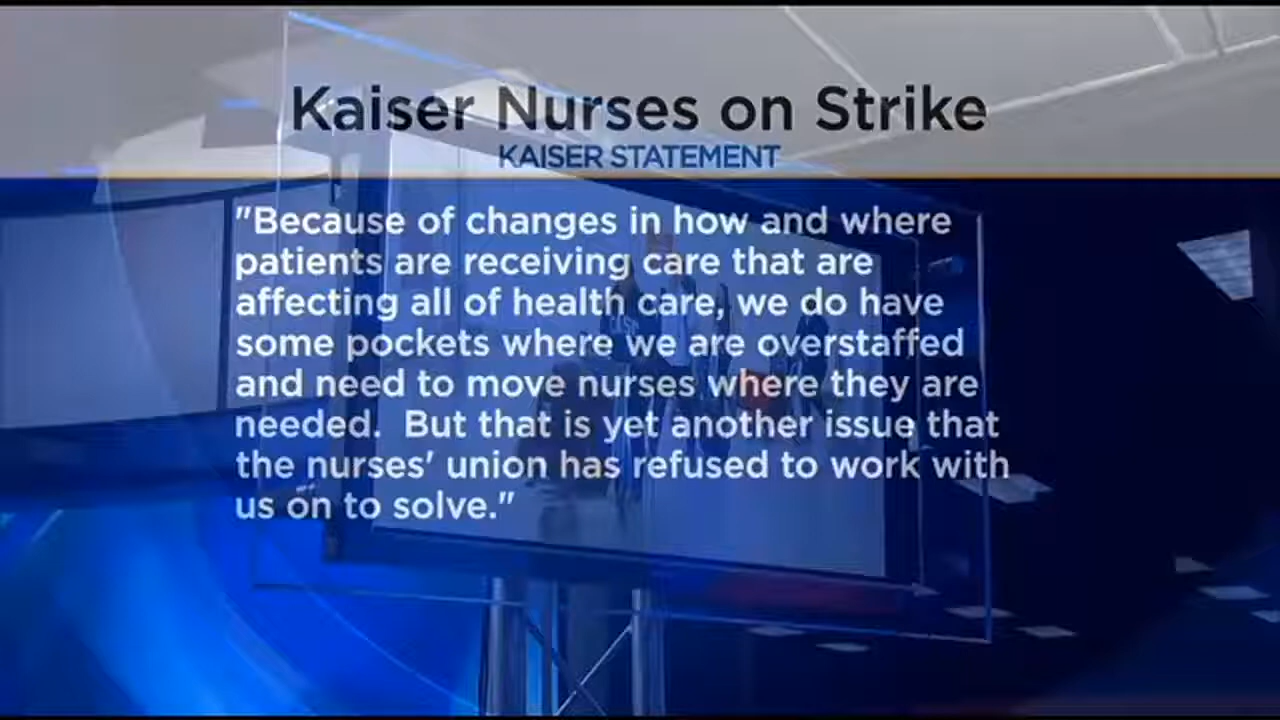 Kaiser Nurses on Strike
KAISER STATEMENT
"Because of changes in how and where
patients are receiving care that are
affecting all of health care, we do have
some pockets where we are overstaffed
and need to move nurses where they are
needed.  But that is yet another issue that
the nurses' union has refused to work with
us on to solve."